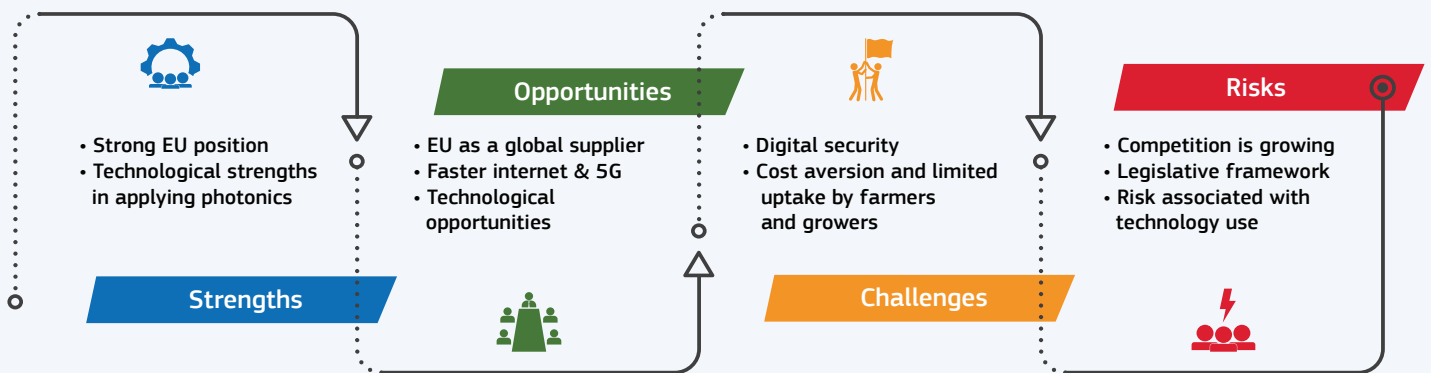 • Strong EU position
• Technological strengths
in applying photonics
Strengths
Opportunities
• EU as a global supplier
• Faster internet & 5G
• Technological
opportunities
• Digital security
• Cost aversion and limited
uptake by farmers
and growers
Challenges
Risks
• Competition is growing
• Legislative framework
• Risk associated with
technology use